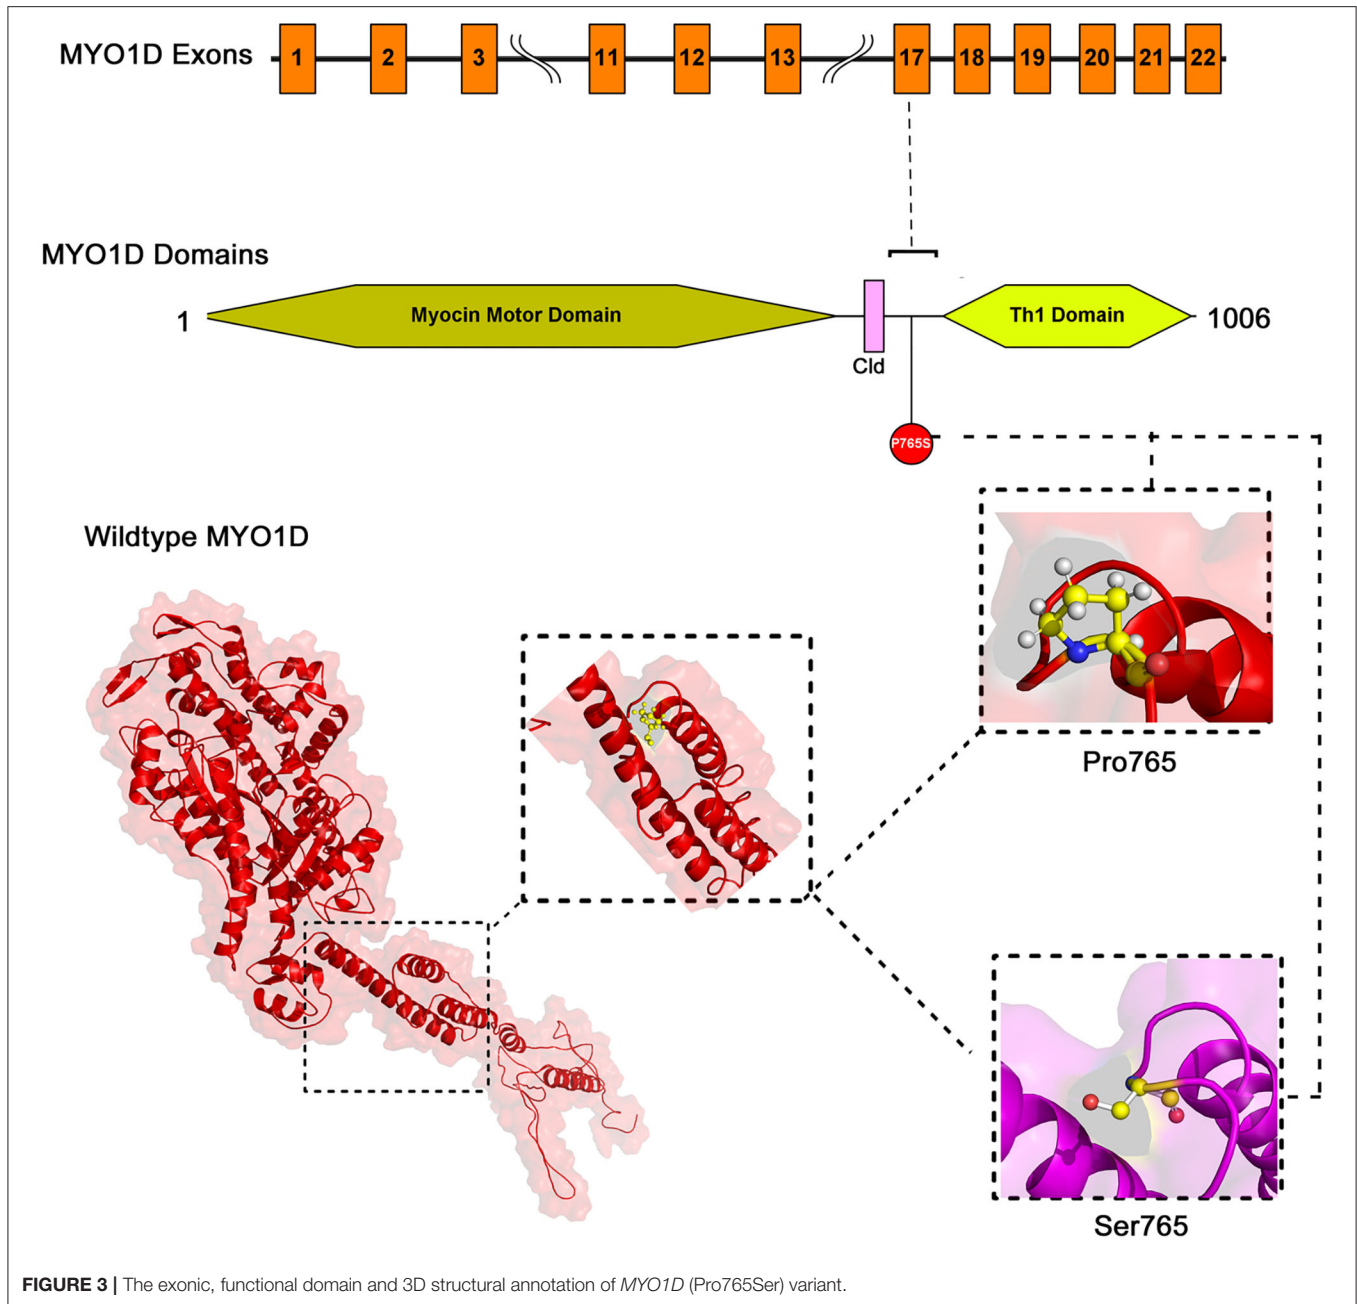 MYO1D Exons 1 2 3 11 12 13 17 18 19 20 21 22
MYO1D Domains
1 Myocin Motor Domain Th1 Domain 1006
Cld
P765S
Wildtype MYO1D
Pro765
Ser765
FIGURE 3 | The exonic, functional domain and 3D structural annotation of MYO1D (Pro765Ser) variant.